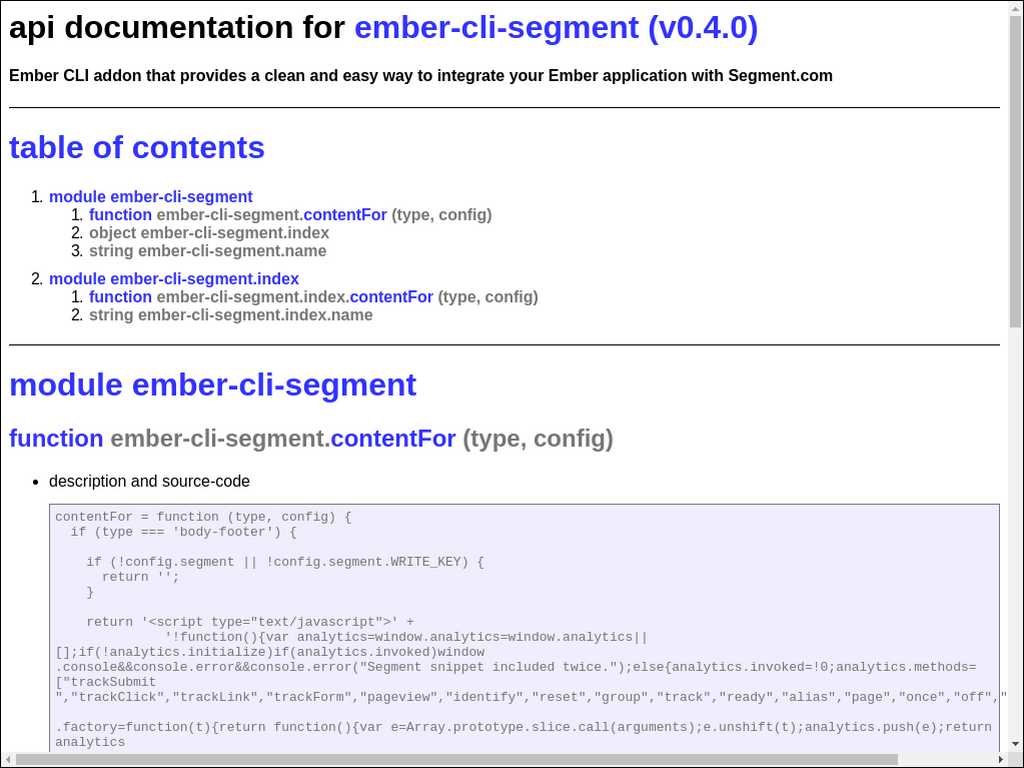 api documentation for ember-cli-segment (v0.4.0)
Ember CLI addon that provides a clean and easy way to integrate your Ember application with Segment.com
table of contents
1. module ember-cli-segment
1. function ember-cli-segment.contentFor (type, config)
2. object ember-cli-segment.index
3. string ember-cli-segment.name
2. module ember-cli-segment.index
1. function ember-cli-segment.index.contentFor (type, config)
2. string ember-cli-segment.index.name
module ember-cli-segment
function ember-cli-segment.contentFor (type, config)
• description and source-code
contentFor = function (type, config) {
  if (type === 'body-footer') {
    if (!config.segment || !config.segment.WRITE_KEY) {
      return '';
    }
    return '<script type="text/javascript">' +
              '!function(){var analytics=window.analytics=window.analytics||
[];if(!analytics.initialize)if(analytics.invoked)window
.console&&console.error&&console.error("Segment snippet included twice.");else{analytics.invoked=!0;analytics.methods=
["trackSubmit
","trackClick","trackLink","trackForm","pageview","identify","reset","group","track","ready","alias","page","once","off","
.factory=function(t){return function(){var e=Array.prototype.slice.call(arguments);e.unshift(t);analytics.push(e);return
analytics